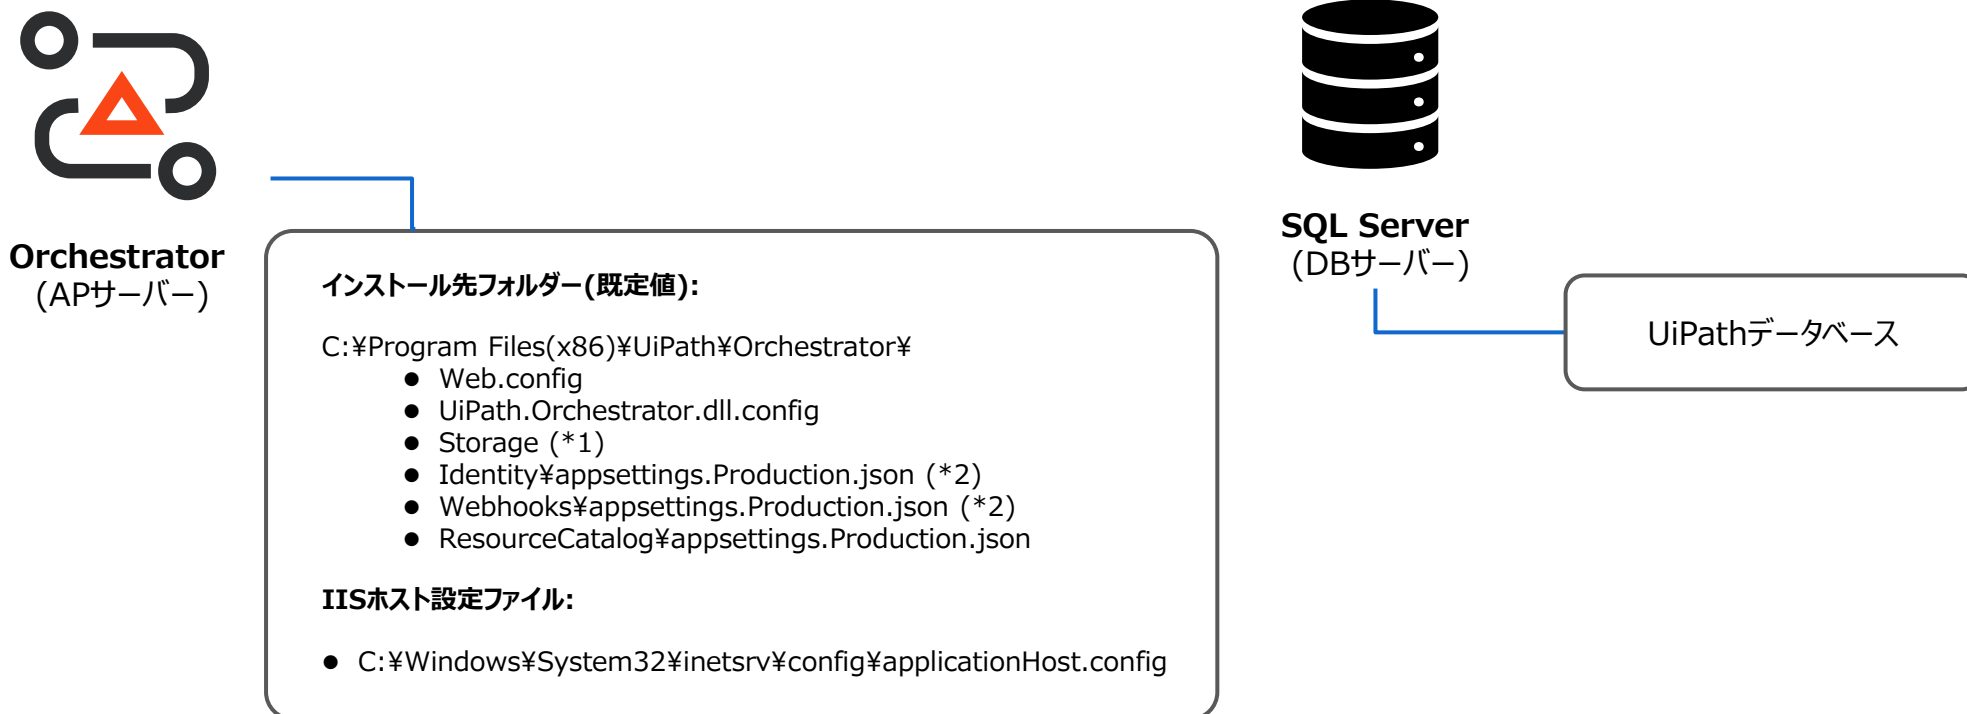 Orchestrator
(APサーバー)
インストール先フォルダー(既定値):
C:¥Program Files(x86)¥UiPath¥Orchestrator¥
● Web.config
● UiPath.Orchestrator.dll.config
● Storage (*1)
● Identity¥appsettings.Production.json (*2)
● Webhooks¥appsettings.Production.json (*2)
● ResourceCatalog¥appsettings.Production.json
IISホスト設定ファイル:
● C:¥Windows¥System32¥inetsrv¥config¥applicationHost.config
SQL Server
(DBサーバー)
UiPathデータベース